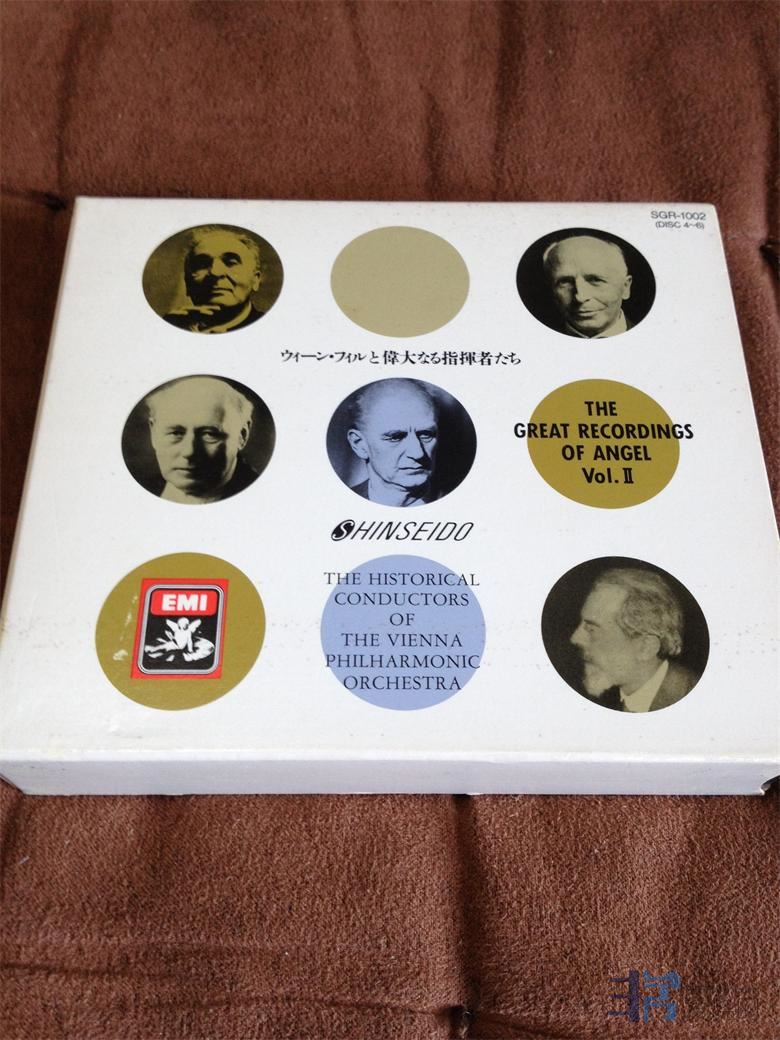 SGR-1002
(DISC 4~6)
ウィーン・フィルと偉大なる指揮者たち
THE
GREAT RECORDINGS
OF ANGEL
Vol. II
SHINSEIDO
EMI
THE HISTORICAL
CONDUCTORS
OF
THE VIENNA
PHILHARMONIC
ORCHESTRA